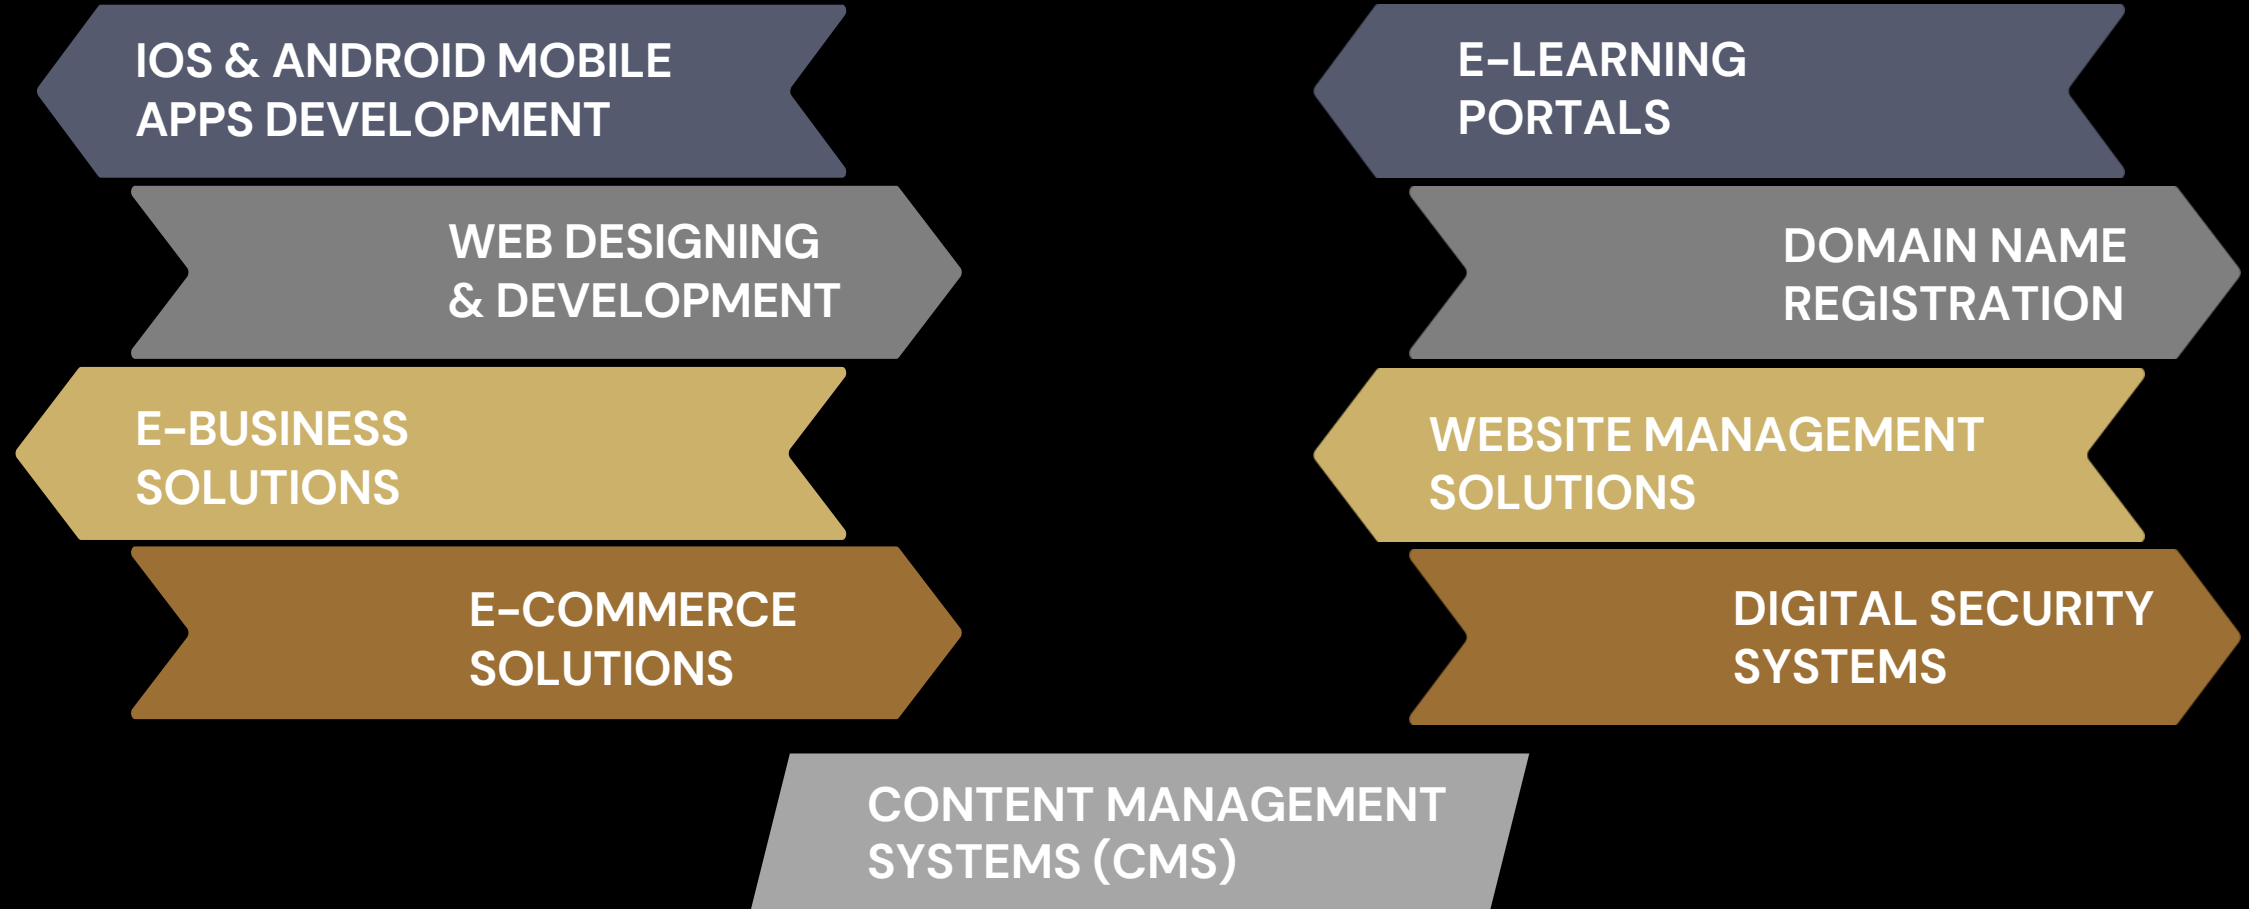 IOS & ANDROID MOBILE
APPS DEVELOPMENT
WEB DESIGNING
& DEVELOPMENT
E-BUSINESS
SOLUTIONS
E-COMMERCE
SOLUTIONS
E-LEARNING
PORTALS
DOMAIN NAME
REGISTRATION
WEBSITE MANAGEMENT
SOLUTIONS
DIGITAL SECURITY
SYSTEMS
CONTENT MANAGEMENT
SYSTEMS (CMS)